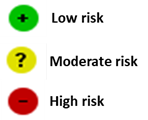 + Low risk
? Moderate risk
- High risk